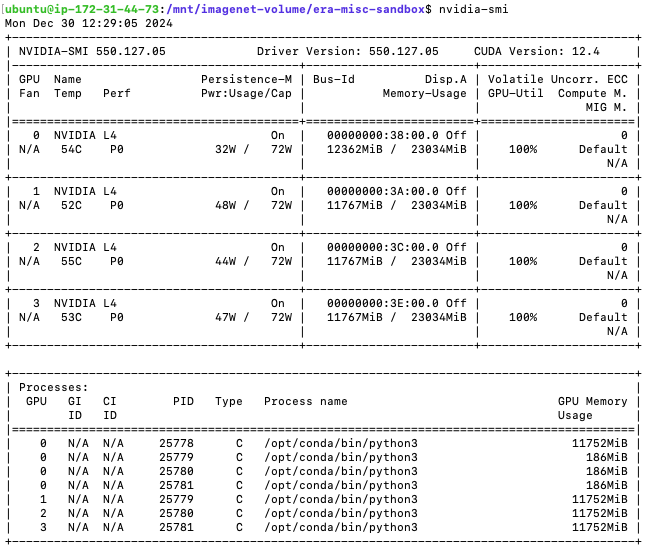 ubuntu@ip-172-31-44-73:/mnt/imagenet-volume/era-misc-sandbox$ nvidia-smi
Mon Dec 30 12:29:05 2024
+-----------------------------------------------------------------------------------------+
| NVIDIA-SMI 550.127.05             Driver Version: 550.127.05     CUDA Version: 12.4     |
|-----------------------------------------+------------------------+----------------------+
| GPU  Name                 Persistence-M | Bus-Id          Disp.A | Volatile Uncorr. ECC |
| Fan  Temp   Perf          Pwr:Usage/Cap |           Memory-Usage | GPU-Util  Compute M. |
|                                         |                        |               MIG M. |
|=========================================+========================+======================|
|   0  NVIDIA L4                      On  |   00000000:38:00.0 Off |                    0 |
| N/A   54C    P0             32W /   72W |   12362MiB /  23034MiB |    100%      Default |
|                                         |                        |                  N/A |
+-----------------------------------------+------------------------+----------------------+
|   1  NVIDIA L4                      On  |   00000000:3A:00.0 Off |                    0 |
| N/A   52C    P0             48W /   72W |   11767MiB /  23034MiB |    100%      Default |
|                                         |                        |                  N/A |
+-----------------------------------------+------------------------+----------------------+
|   2  NVIDIA L4                      On  |   00000000:3C:00.0 Off |                    0 |
| N/A   55C    P0             44W /   72W |   11767MiB /  23034MiB |    100%      Default |
|                                         |                        |                  N/A |
+-----------------------------------------+------------------------+----------------------+
|   3  NVIDIA L4                      On  |   00000000:3E:00.0 Off |                    0 |
| N/A   53C    P0             47W /   72W |   11767MiB /  23034MiB |    100%      Default |
|                                         |                        |                  N/A |
+-----------------------------------------+------------------------+----------------------+

+-----------------------------------------------------------------------------------------+
| Processes:                                                                              |
|  GPU   GI   CI        PID   Type   Process name                              GPU Memory |
|        ID   ID                                                               Usage      |
|=========================================================================================|
|    0   N/A  N/A     25778      C   /opt/conda/bin/python3                      11752MiB |
|    0   N/A  N/A     25779      C   /opt/conda/bin/python3                        186MiB |
|    0   N/A  N/A     25780      C   /opt/conda/bin/python3                        186MiB |
|    0   N/A  N/A     25781      C   /opt/conda/bin/python3                        186MiB |
|    1   N/A  N/A     25779      C   /opt/conda/bin/python3                      11752MiB |
|    2   N/A  N/A     25780      C   /opt/conda/bin/python3                      11752MiB |
|    3   N/A  N/A     25781      C   /opt/conda/bin/python3                      11752MiB |
+-----------------------------------------------------------------------------------------+